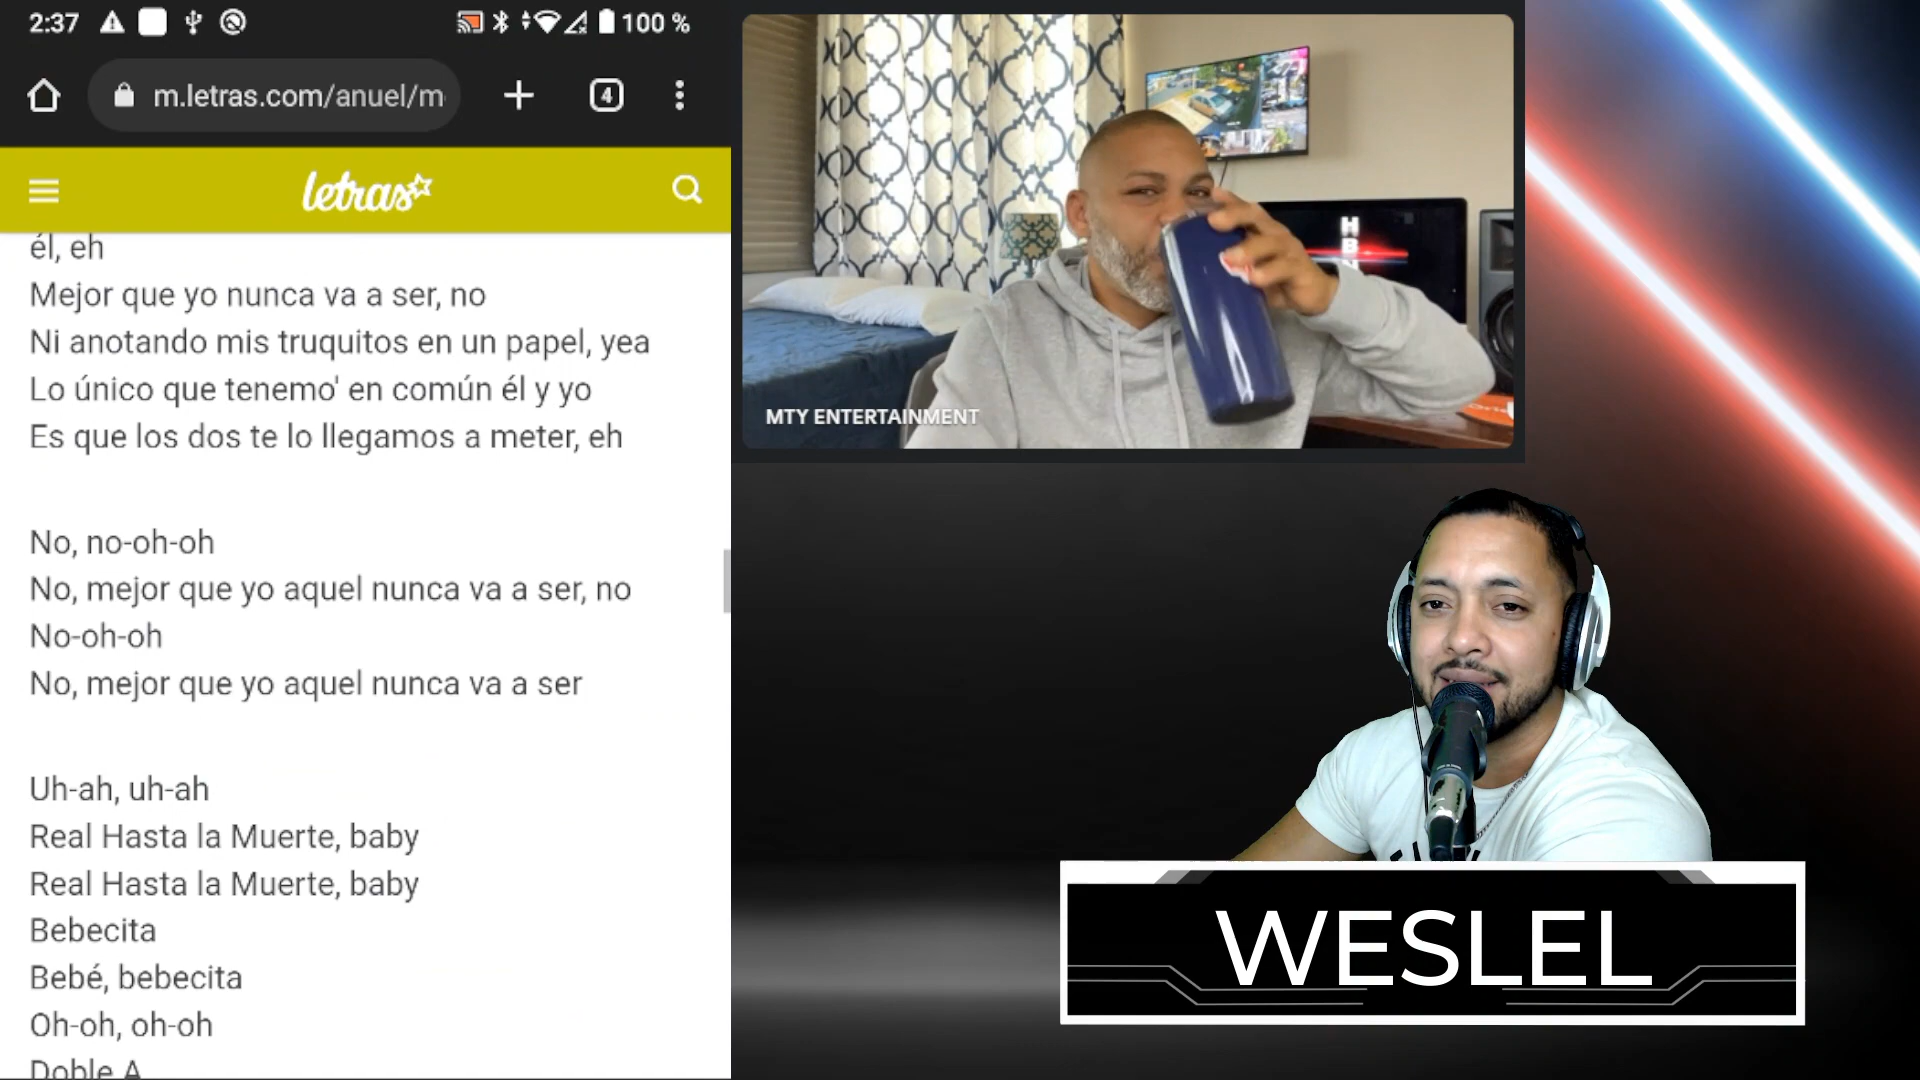 2:37
100 %
m.letras.com/anuel/m
4
letras
él, eh
Mejor que yo nunca va a ser, no
Ni anotando mis truquitos en un papel, yea
Lo único que tenemo' en común él y yo
Es que los dos te lo llegamos a meter, eh
No, no-oh-oh
No, mejor que yo aquel nunca va a ser, no
No-oh-oh
No, mejor que yo aquel nunca va a ser
Uh-ah, uh-ah
Real Hasta la Muerte, baby
Real Hasta la Muerte, baby
Bebecita
Bebé, bebecita
Oh-oh, oh-oh
Doble A
MTY ENTERTAINMENT
WESLEL